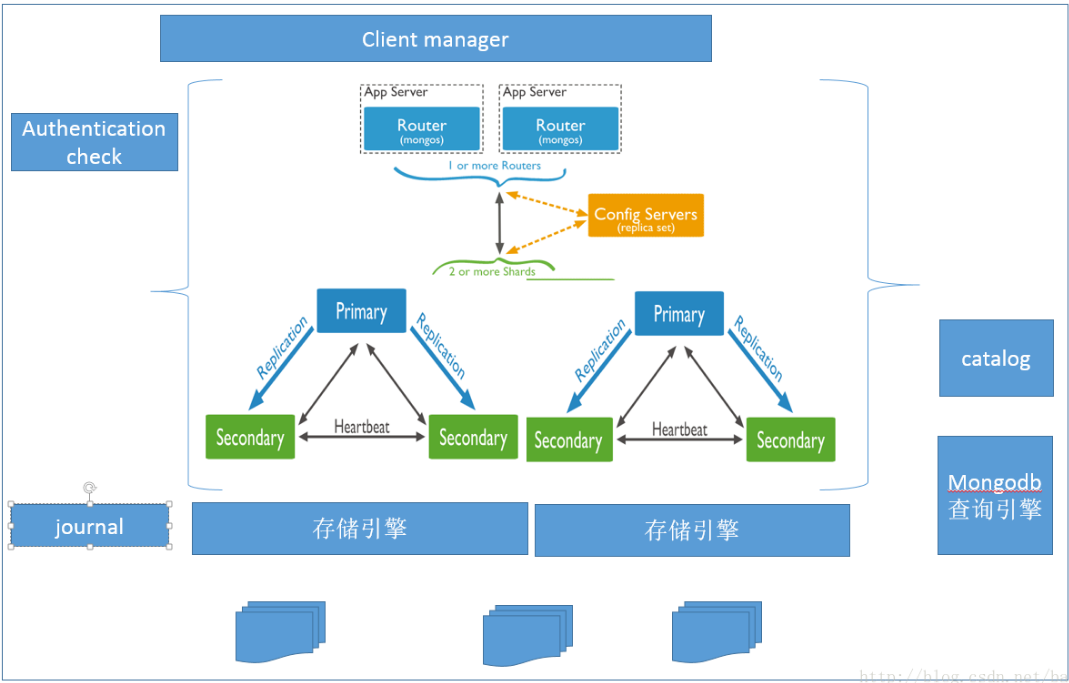 Client manager
Authentication
check
App Server
App Server
Router
(mongos)
Router
(mongos)
1 or more Routers
Config Servers
(replica set)
2 or more Shards
Primary
Replication
Replication
Secondary
Heartbeat
Secondary
Primary
Replication
Replication
Secondary
Heartbeat
Secondary
catalog
Mongodb
查询引擎
journal
存储引擎
存储引擎
http://blog.csdn.net/ba